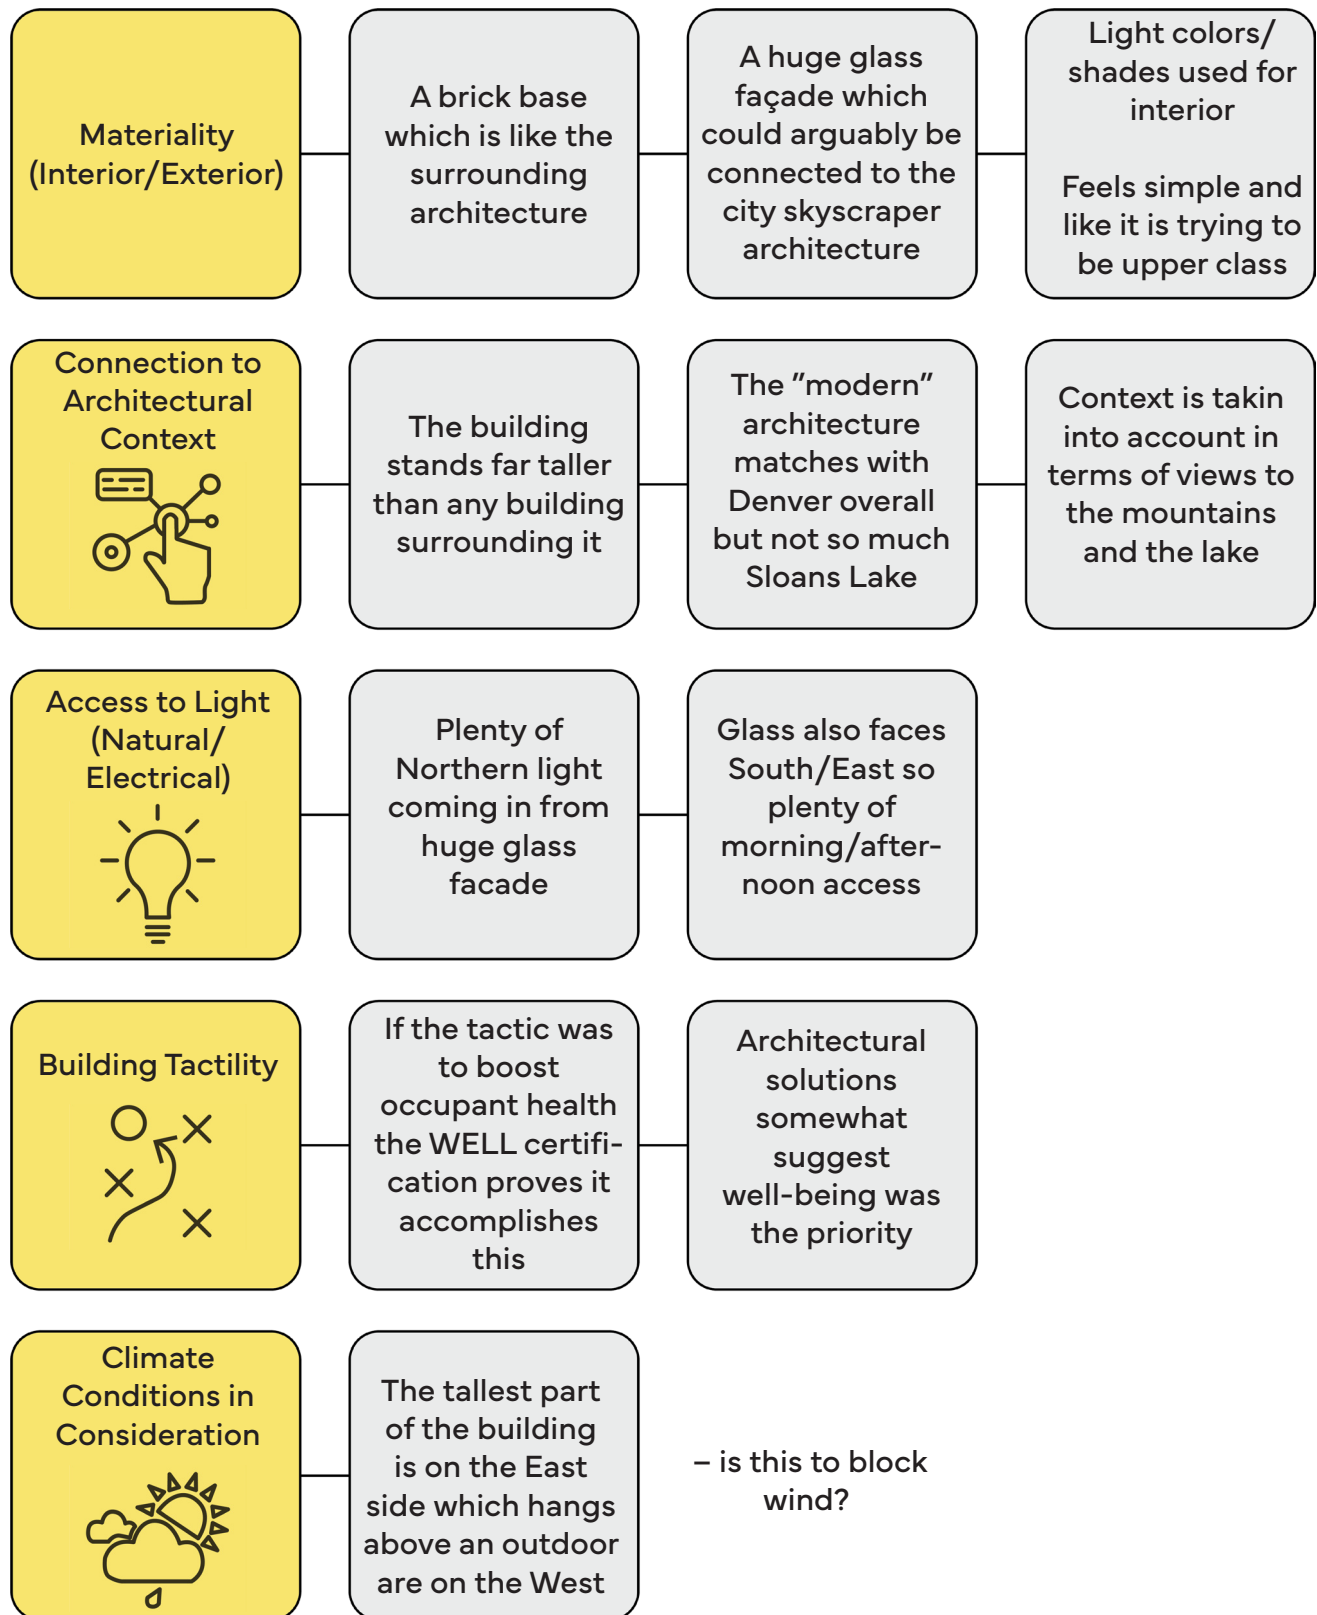 Materiality
(Interior/Exterior)
A brick base
which is like the
surrounding
architecture
A huge glass
façade which
could arguably be
connected to the
city skyscraper
architecture
Light colors/
shades used for
interior
Feels simple and
like it is trying to
be upper class
Connection to
Architectural
Context
The building
stands far taller
than any building
surrounding it
The "modern"
architecture
matches with
Denver overall
but not so much
Sloans Lake
Context is takin
into account in
terms of views to
the mountains
and the lake
Access to Light
(Natural/
Electrical)
Plenty of
Northern light
coming in from
huge glass
facade
Glass also faces
South/East so
plenty of
morning/after-
noon access
Building Tactility
If the tactic was
to boost
occupant health
the WELL certifi-
cation proves it
accomplishes
this
Architectural
solutions
somewhat
suggest
well-being was
the priority
Climate
Conditions in
Consideration
The tallest part
of the building
is on the East
side which hangs
above an outdoor
are on the West
– is this to block
wind?